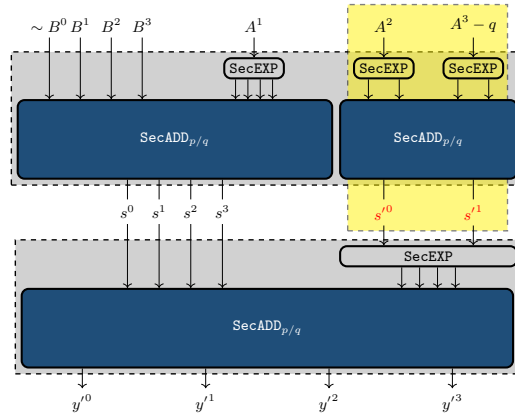 ∼ B⁰ B¹ B² B³ A¹ A² A³ − q
SecEXP SecEXP SecEXP
SecADD_{p/q} SecADD_{p/q}
s⁰ s¹ s² s³ s′⁰ s′¹
SecEXP
SecADD_{p/q}
y′⁰ y′¹ y′² y′³